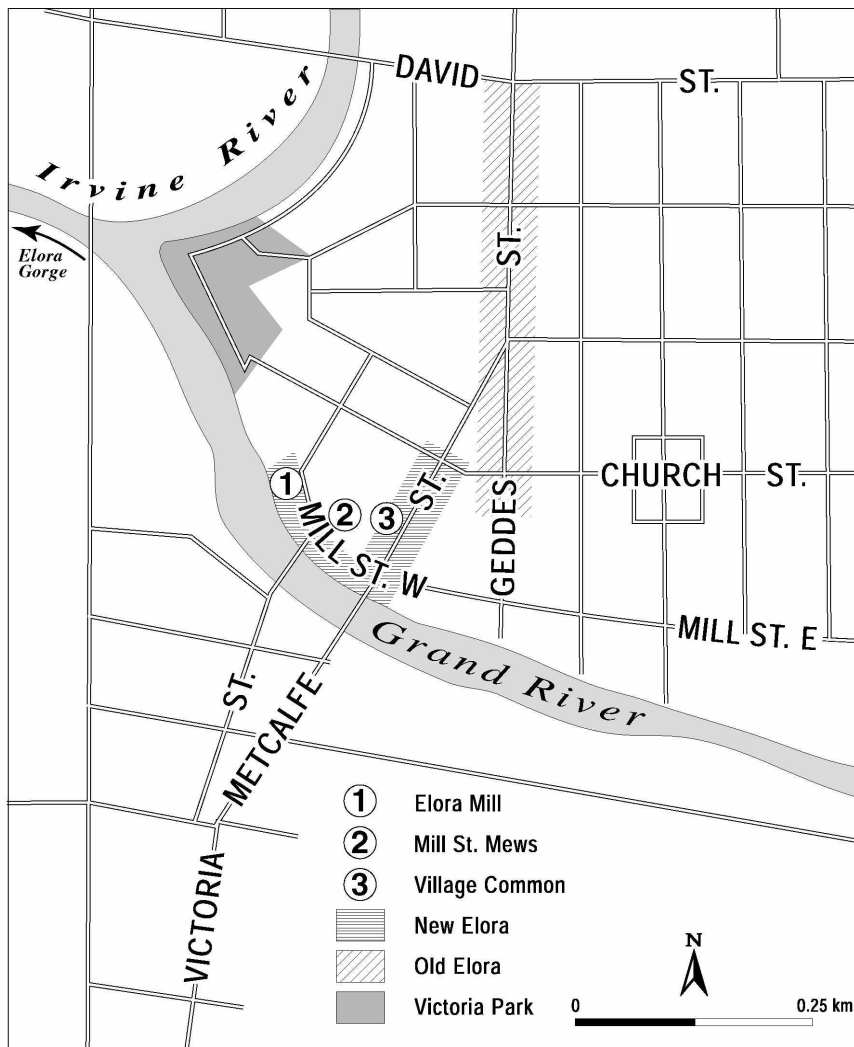 DAVID ST.
Irvine River
Elora
Gorge
ST.
CHURCH ST.
1
2
3
ST.
MILL ST. W
GEDDES
MILL ST. E
Grand River
ST.
METCALFE
VICTORIA
1 Elora Mill
2 Mill St. Mews
3 Village Common
New Elora
Old Elora
Victoria Park
N
0 0.25 km